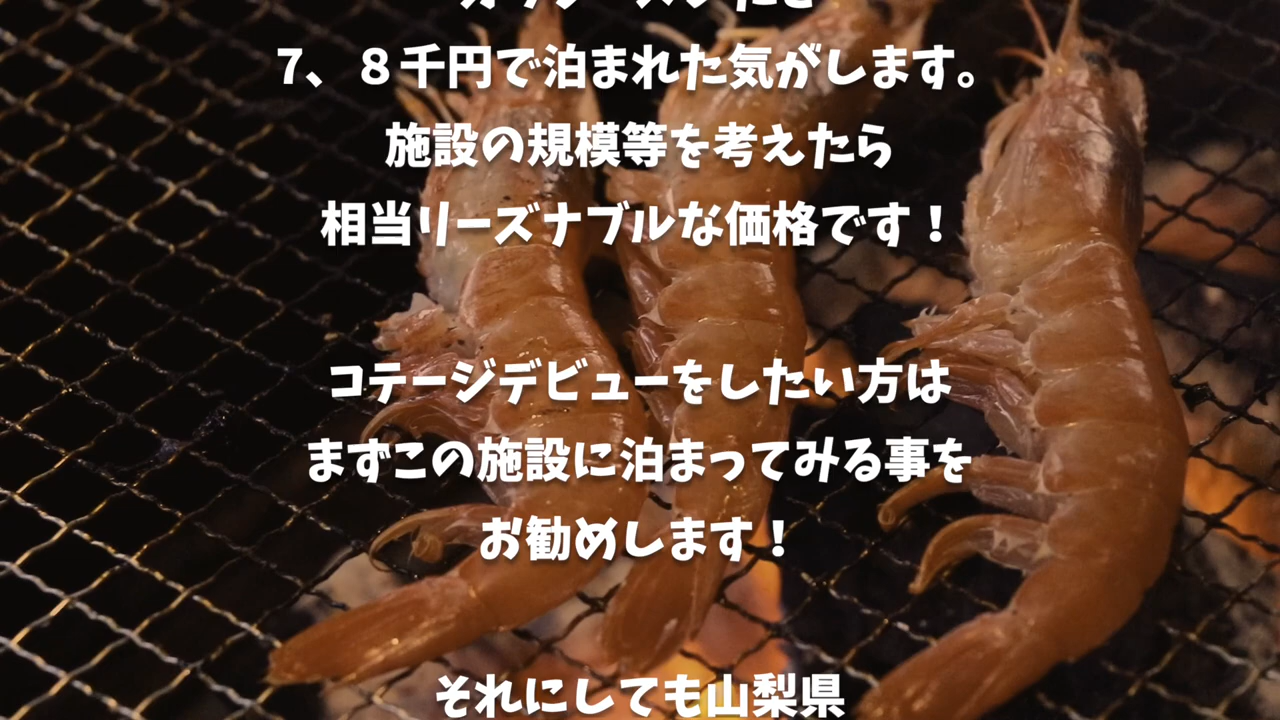 7、８千円で泊まれた気がします。
施設の規模等を考えたら
相当リーズナブルな価格です！
コテージデビューをしたい方は
まずこの施設に泊まってみる事を
お勧めします！
それにしても山梨県